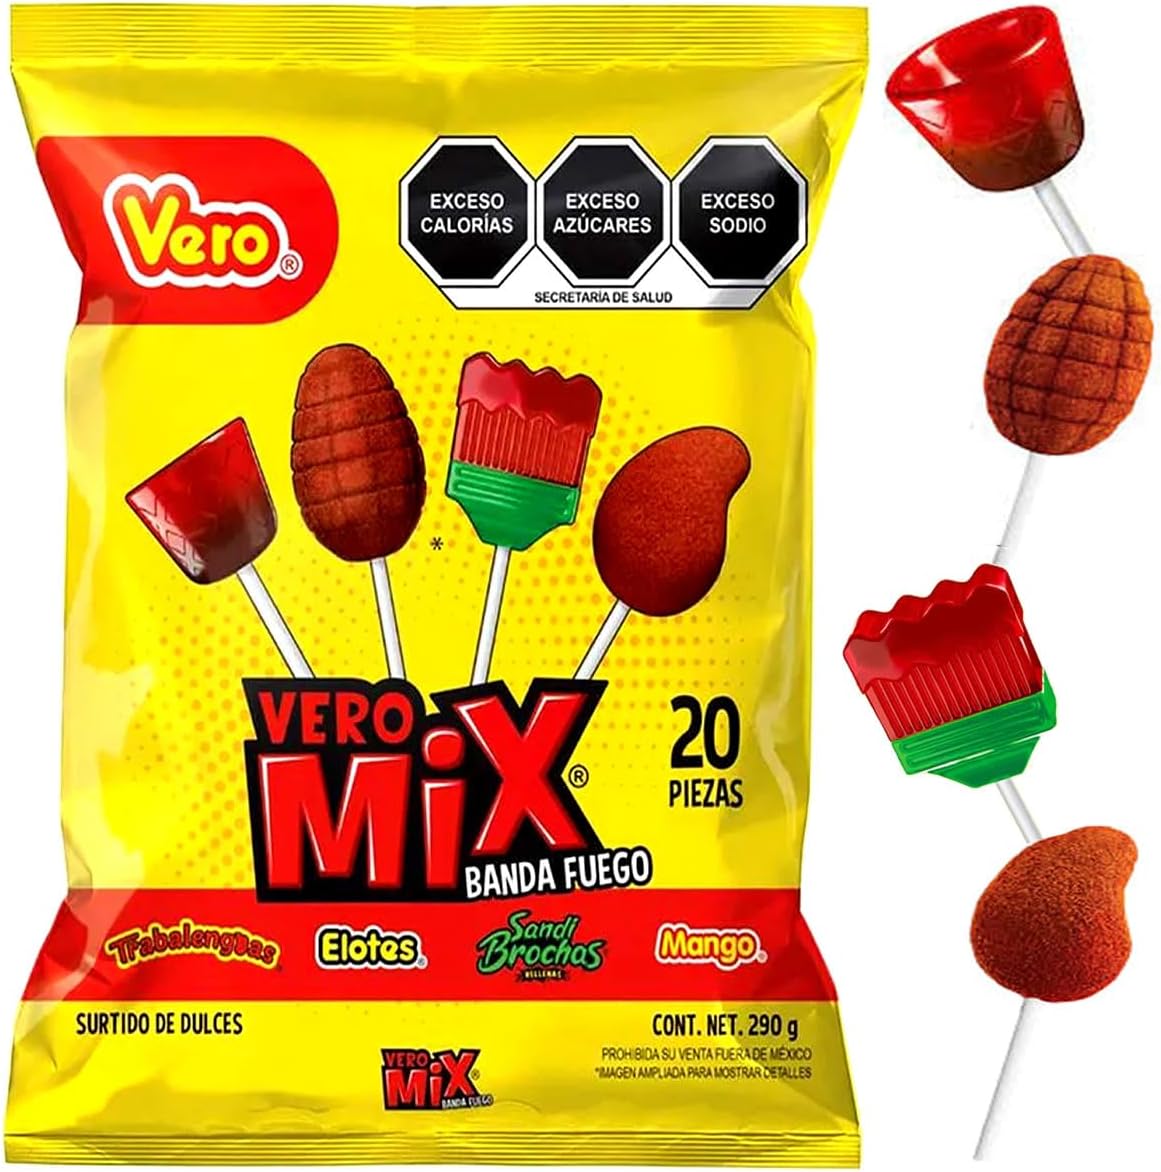 Vero®
EXCESO CALORÍAS
EXCESO AZÚCARES
EXCESO SODIO
SECRETARÍA DE SALUD
*
VERO
MiX®
BANDA FUEGO
20
PIEZAS
Trabalenguas
Elotes®
Sandi
Brochas
RELLENAS
Mango®
SURTIDO DE DULCES
CONT. NET. 290 g
PROHIBIDA SU VENTA FUERA DE MÉXICO
*IMAGEN AMPLIADA PARA MOSTRAR DETALLES
VERO
MiX®
BANDA FUEGO